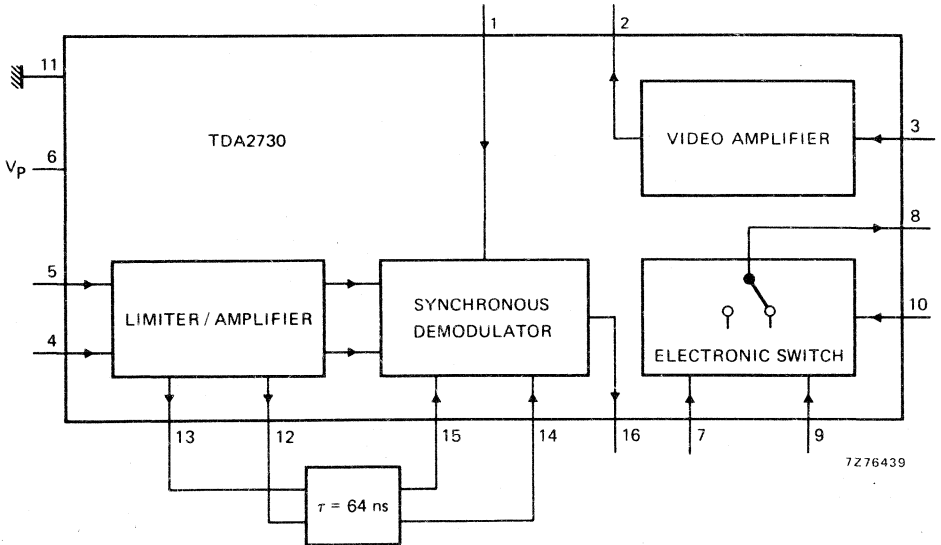 1
2
11
TDA2730
VIDEO AMPLIFIER
3
6
VP
8
5
LIMITER / AMPLIFIER
SYNCHRONOUS
DEMODULATOR
10
4
ELECTRONIC SWITCH
13
12
15
14
16
7
9
7Z76439
τ = 64 ns